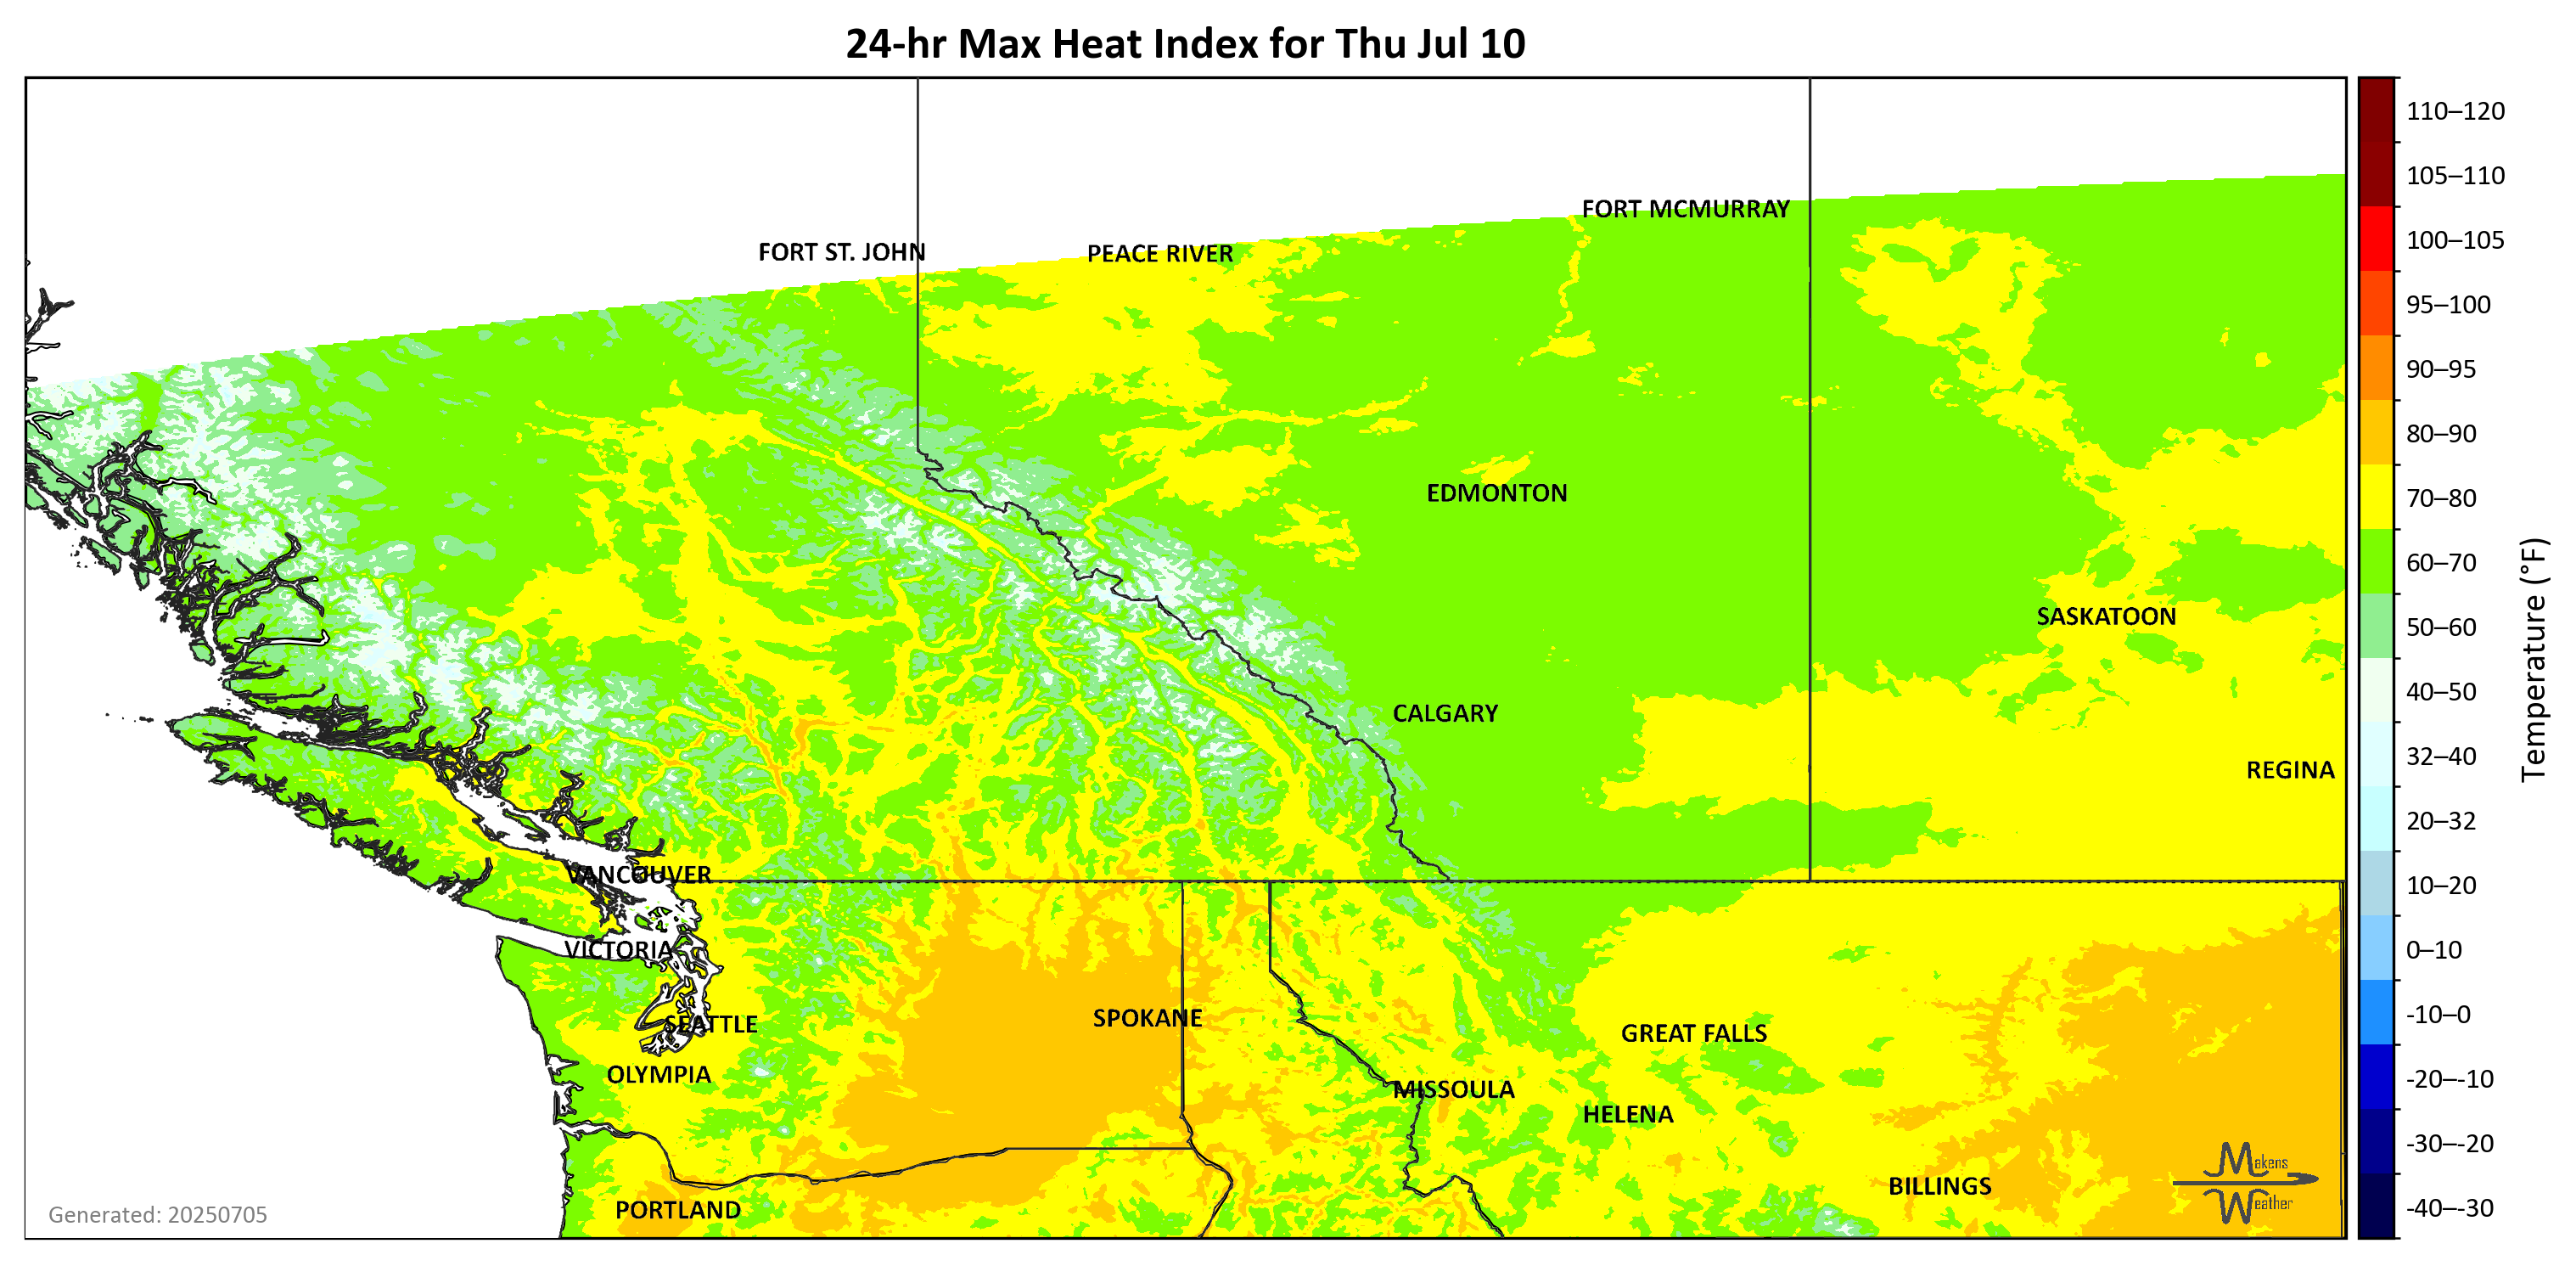 24-hr Max Heat Index for Thu Jul 10
FORT MCMURRAY
FORT ST. JOHN
PEACE RIVER
EDMONTON
SASKATOON
CALGARY
REGINA
VANCOUVER
VICTORIA
SPOKANE
SEATTLE
GREAT FALLS
OLYMPIA
MISSOULA
HELENA
BILLINGS
PORTLAND
Makens
Weather
Generated: 20250705
110–120
105–110
100–105
95–100
90–95
80–90
70–80
60–70
50–60
40–50
32–40
20–32
10–20
0–10
-10–0
-20–-10
-30–-20
-40–-30
Temperature (°F)